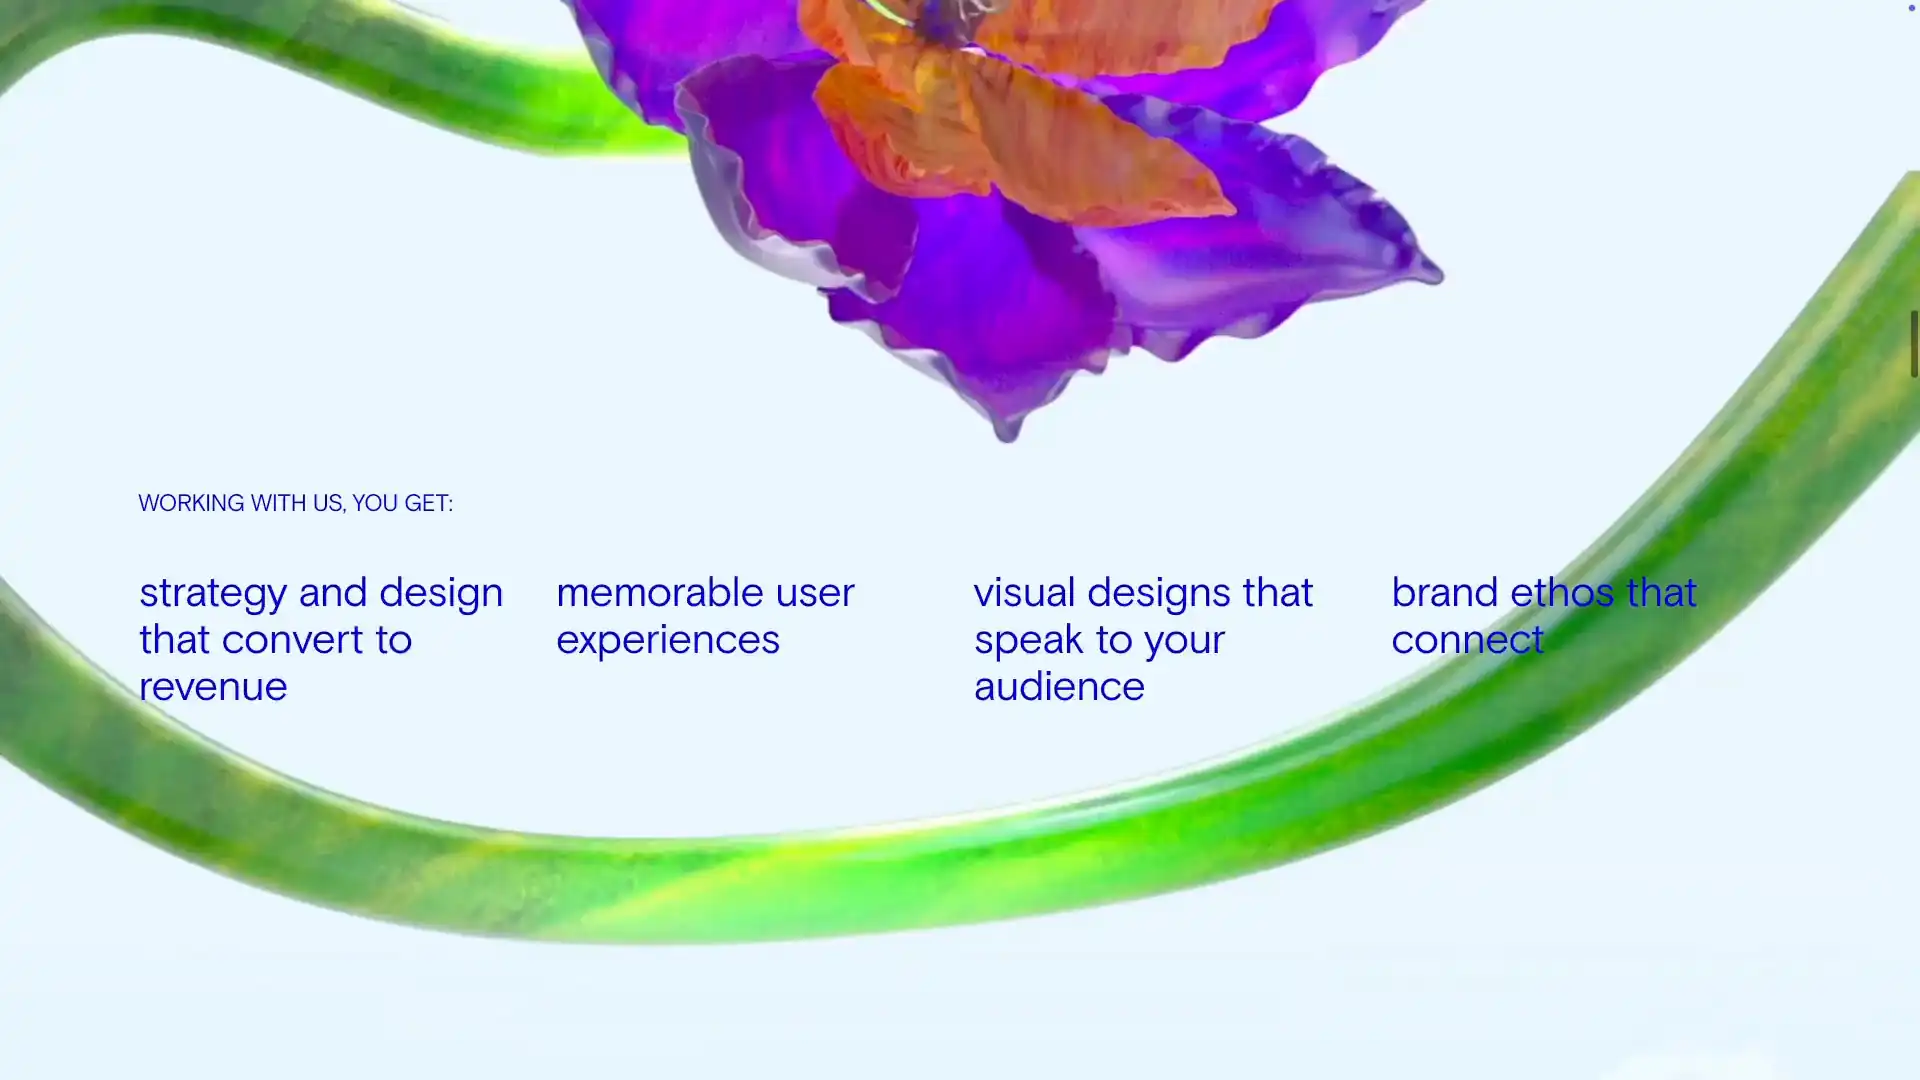 WORKING WITH US, YOU GET:
strategy and design
that convert to
revenue
memorable user
experiences
visual designs that
speak to your
audience
brand ethos that
connect